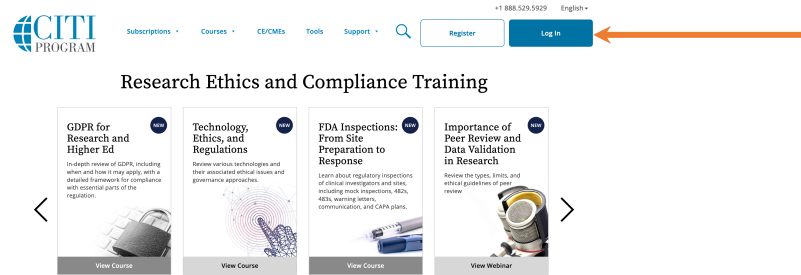 +1 888.529.5929 English
CITI
PROGRAM
Subscriptions Courses CE/CMEs Tools Support Register Log In
Research Ethics and Compliance Training
GDPR for
Research and
Higher Ed
NEW
In-depth review of GDPR, including
when and how it may apply, with a
detailed framework for compliance
with essential parts of the
regulation.
View Course
Technology,
Ethics, and
Regulations
NEW
Review various technologies and
their associated ethical issues and
governance approaches.
View Course
FDA Inspections:
From Site
Preparation to
Response
NEW
Learn about regulatory inspections
of clinical investigators and sites,
including mock inspections, 482s,
483s, warning letters,
communication, and CAPA plans.
View Course
Importance of
Peer Review and
Data Validation
in Research
NEW
Review the types, limits, and
ethical guidelines of peer
review
View Webinar